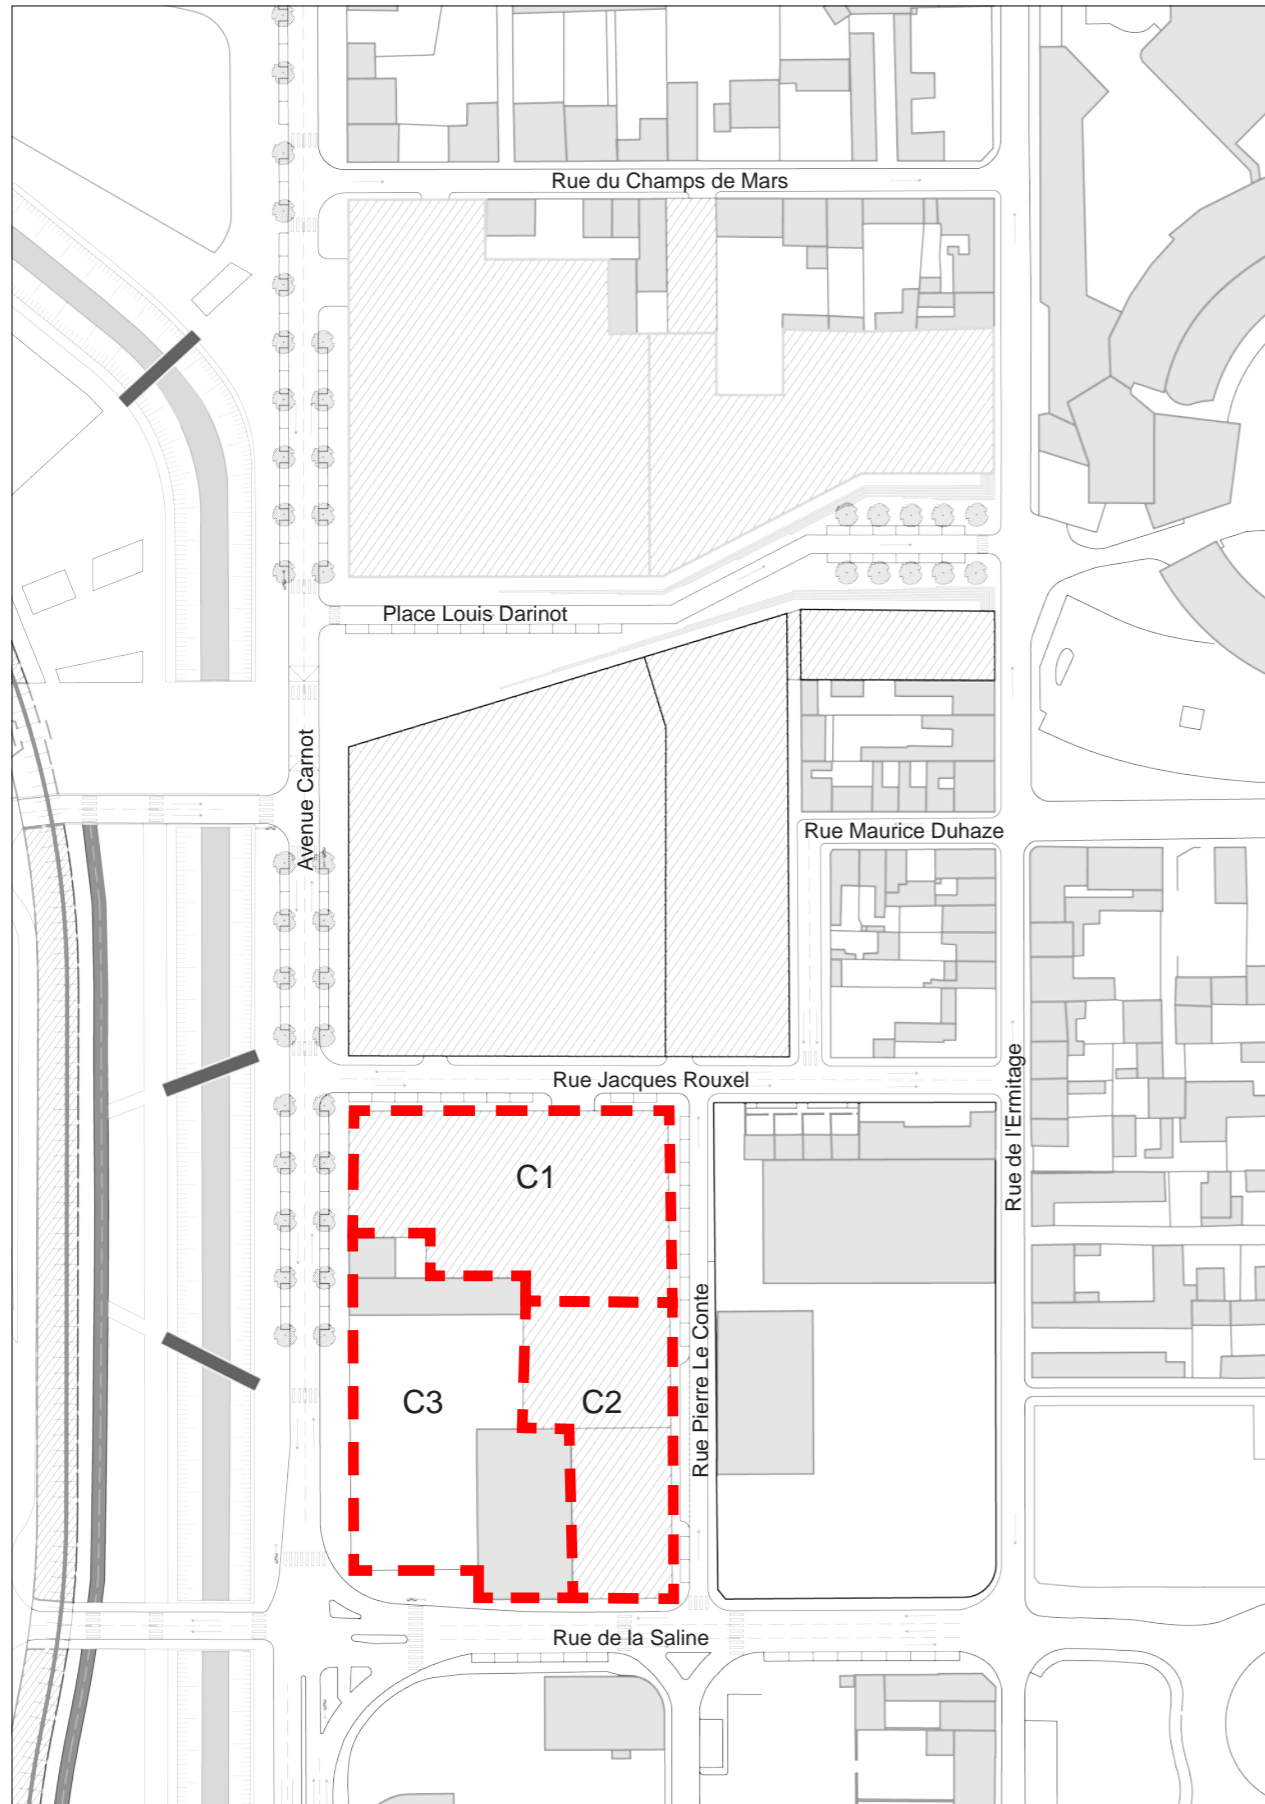 Rue du Champs de Mars
Place Louis Darinot
Avenue Carnot
Rue Maurice Duhaze
Rue Jacques Rouxel
Rue de l'Ermitage
C1
Rue Pierre Le Conte
C3
C2
Rue de la Saline